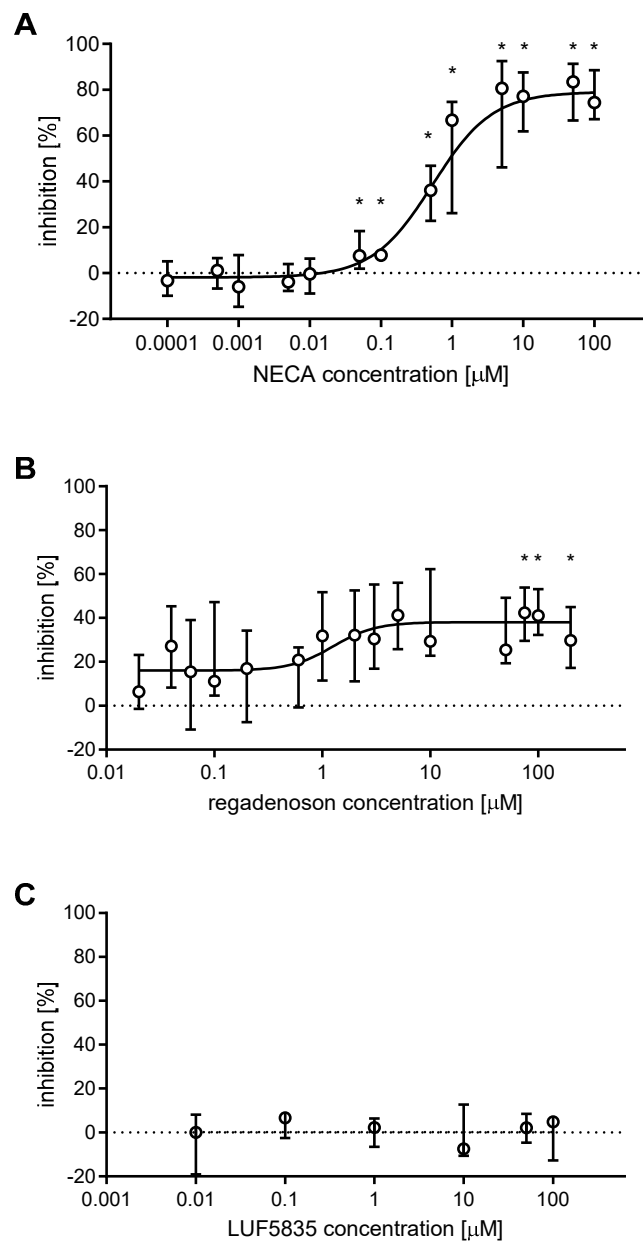 A
* * * *
*
*
* *
100
80
60
40
20
0
-20
inhibition [%]
0.0001 0.001 0.01 0.1 1 10 100
NECA concentration [μM]
B
100
80
60
40
20
0
-20
inhibition [%]
* * *
0.01 0.1 1 10 100
regadenoson concentration [μM]
C
100
80
60
40
20
0
-20
inhibition [%]
0.001 0.01 0.1 1 10 100
LUF5835 concentration [μM]